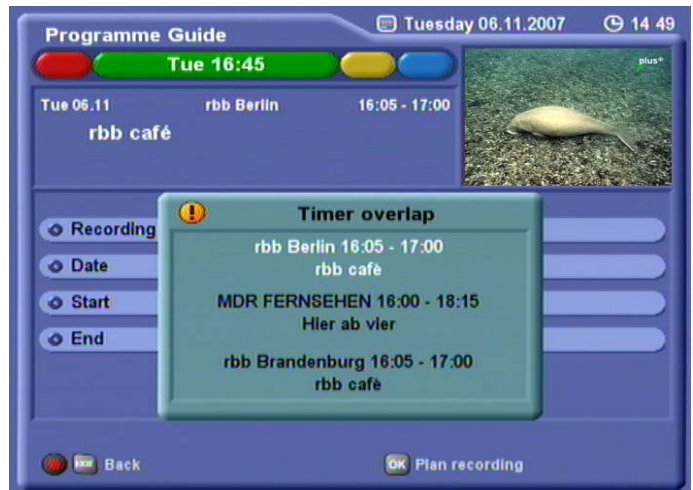 Programme Guide
Tuesday 06.11.2007
14 49
Tue 16:45
plus+
Tue 06.11 rbb Berlin 16:05 - 17:00
rbb café
Timer overlap
rbb Berlin 16:05 - 17:00
rbb cafè
MDR FERNSEHEN 16:00 - 18:15
Hier ab vier
rbb Brandenburg 16:05 - 17:00
rbb cafè
Recording
Date
Start
End
EXIT Back
OK Plan recording